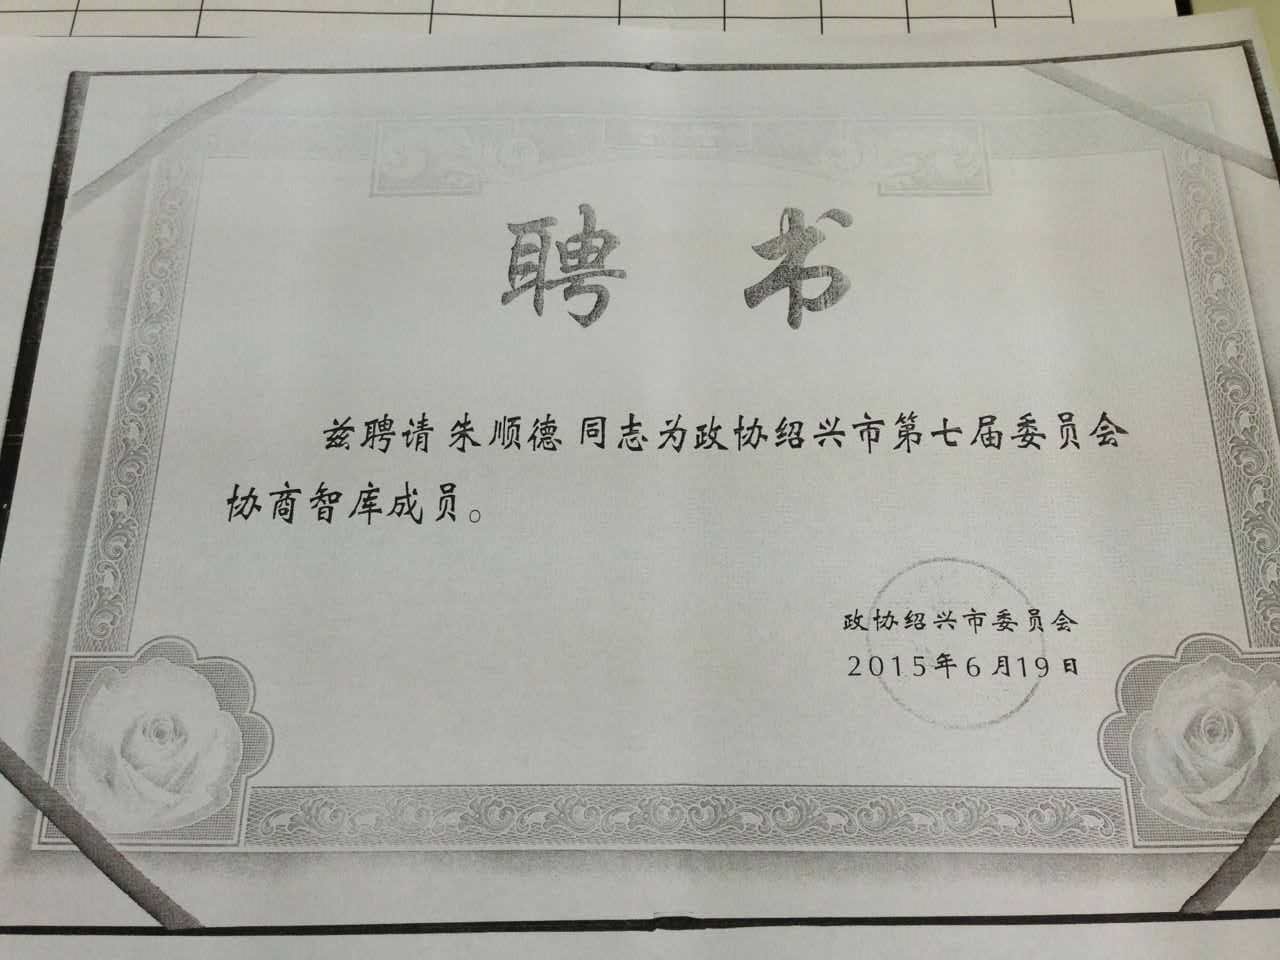 聘书
兹聘请 朱顺德 同志为政协绍兴市第七届委员会
协商智库成员。
政协绍兴市委员会
2015年6月19日